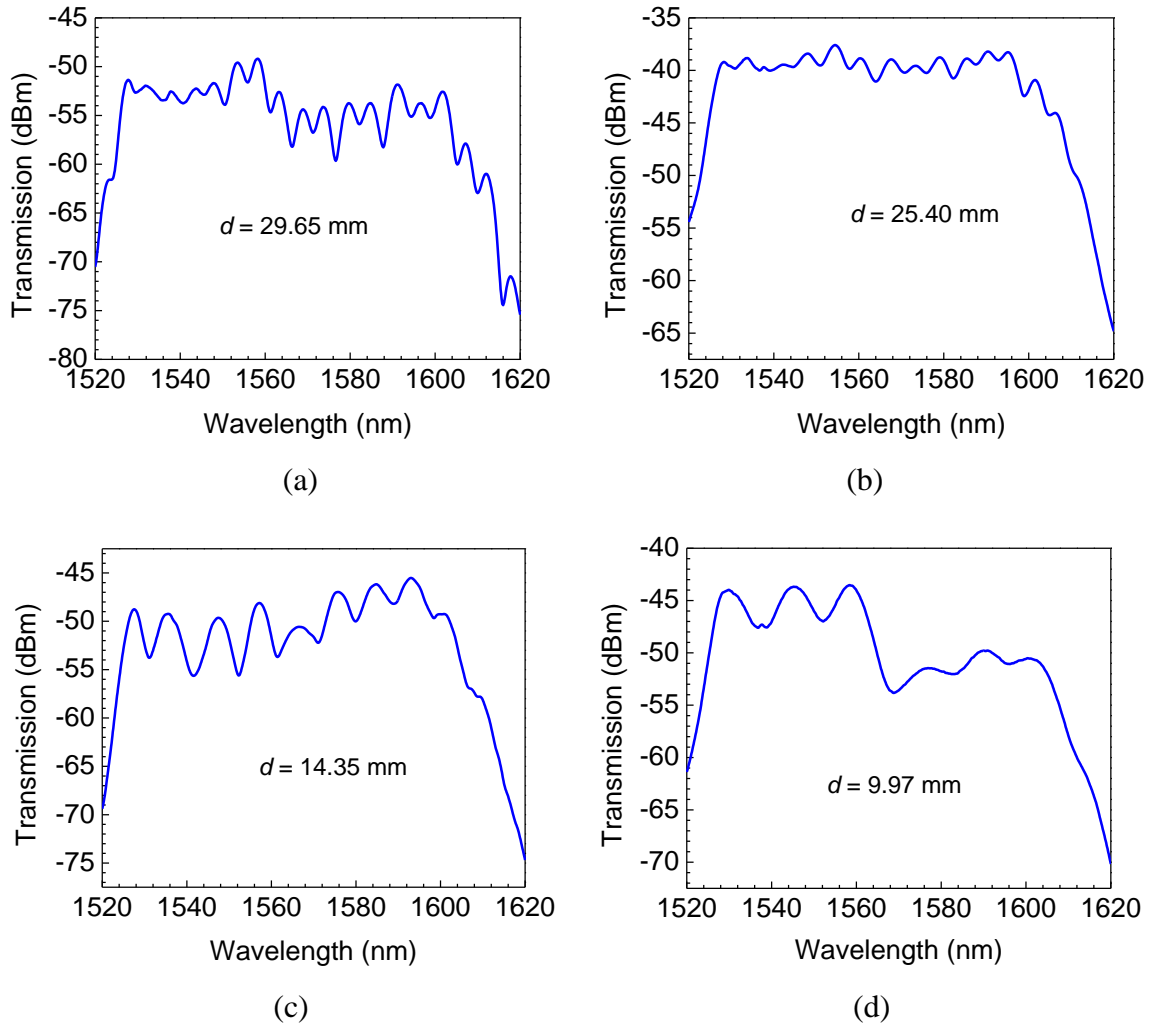 -45
-50
-55
-60
-65
-70
-75
-80
Transmission (dBm)
d = 29.65 mm
1520 1540 1560 1580 1600 1620
Wavelength (nm)
(a)
-35
-40
-45
-50
-55
-60
-65
Transmission (dBm)
d = 25.40 mm
1520 1540 1560 1580 1600 1620
Wavelength (nm)
(b)
-45
-50
-55
-60
-65
-70
-75
Transmission (dBm)
d = 14.35 mm
1520 1540 1560 1580 1600 1620
Wavelength (nm)
(c)
-40
-45
-50
-55
-60
-65
-70
Transmission (dBm)
d = 9.97 mm
1520 1540 1560 1580 1600 1620
Wavelength (nm)
(d)